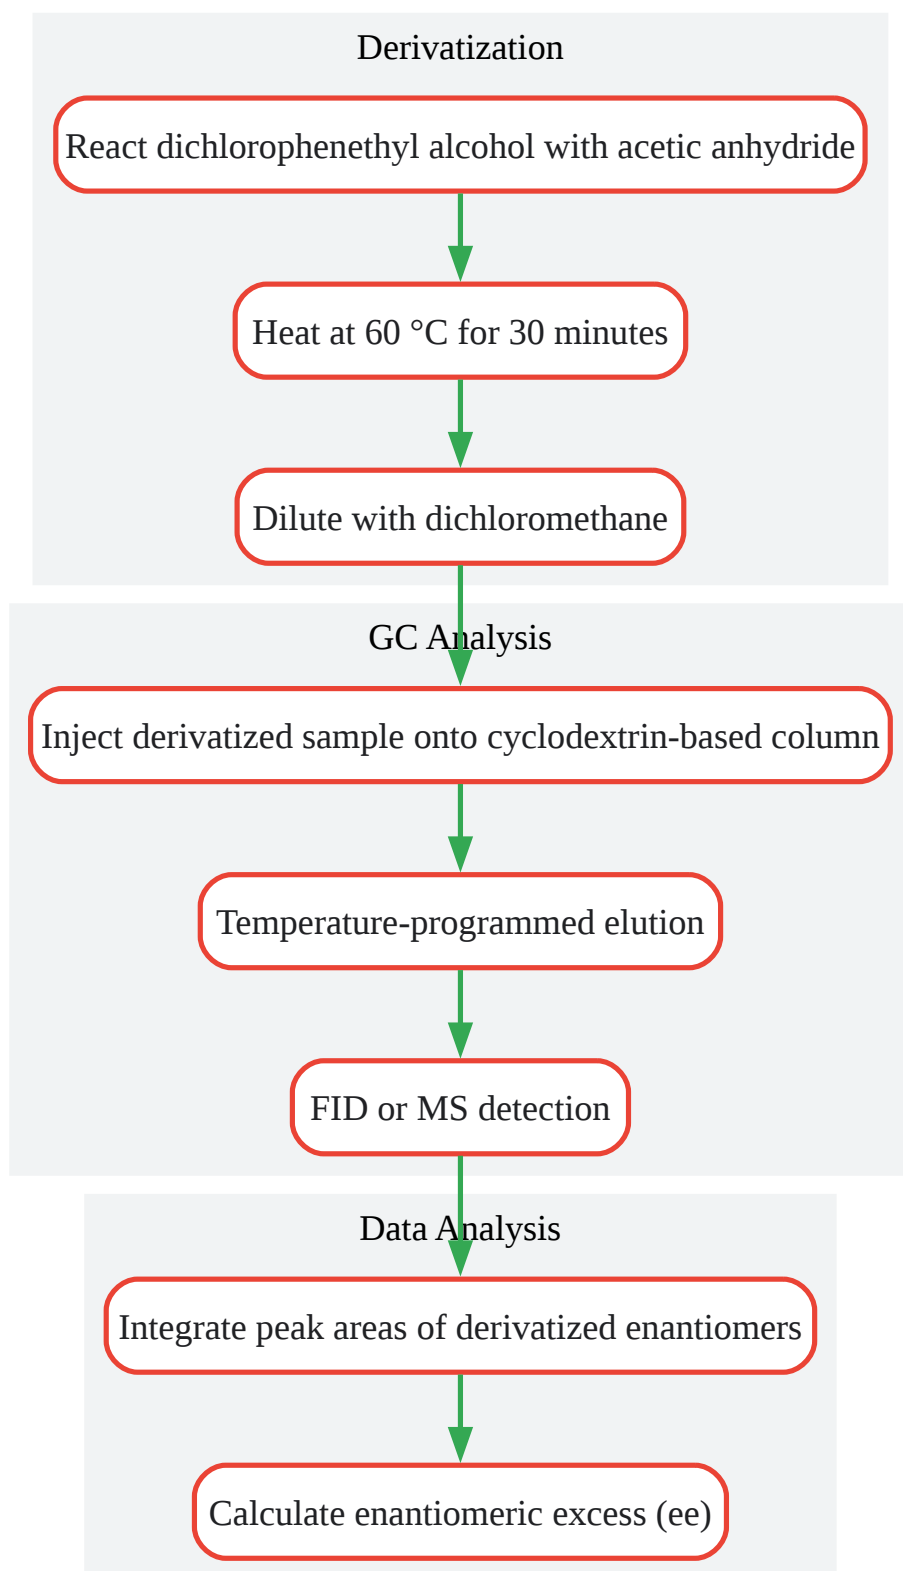 Derivatization
React dichlorophenethyl alcohol with acetic anhydride
Heat at 60 °C for 30 minutes
Dilute with dichloromethane
GC Analysis
Inject derivatized sample onto cyclodextrin-based column
Temperature-programmed elution
FID or MS detection
Data Analysis
Integrate peak areas of derivatized enantiomers
Calculate enantiomeric excess (ee)